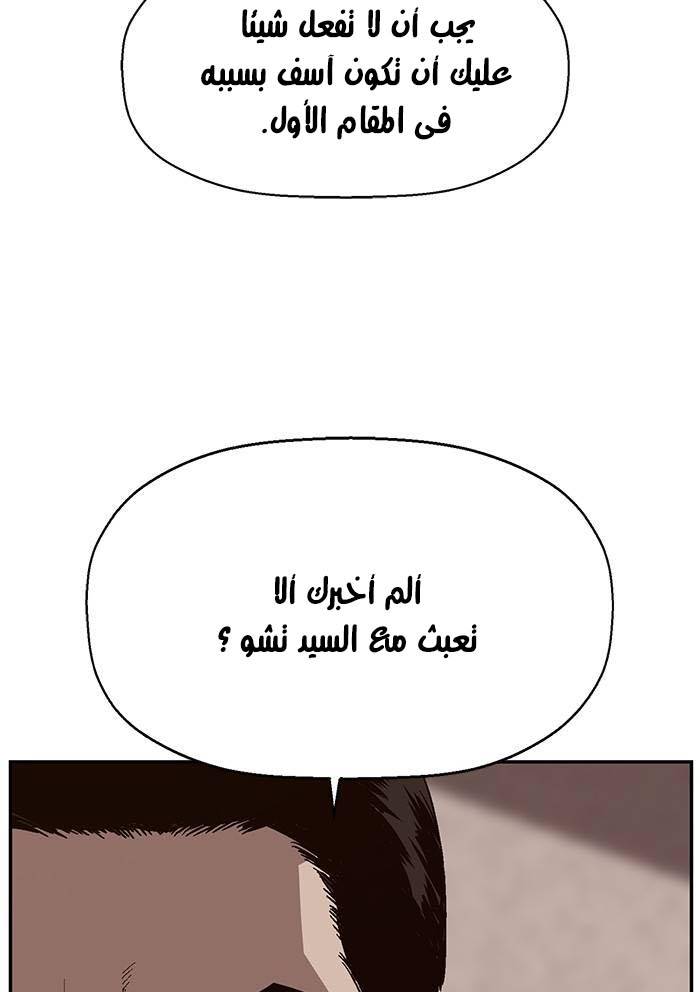 يجب أن لا تفعل شيئا
عليك أن تكون آسف بسببه
فى المقام الأول.
ألم أخبرك ألا
تعبث مع السيد تشو ؟